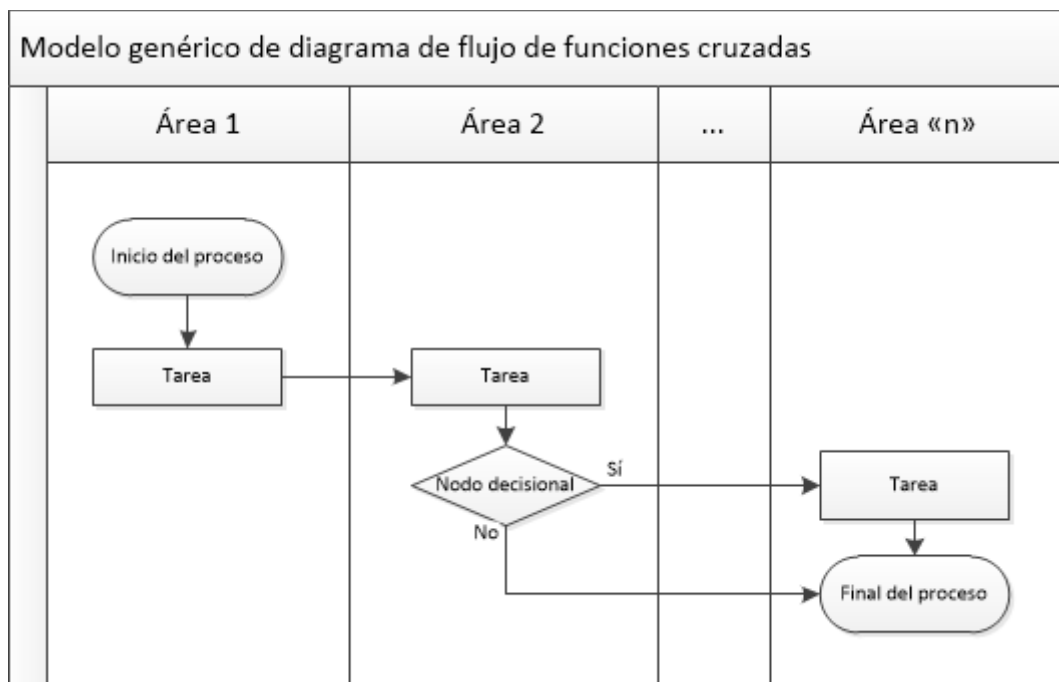 Modelo genérico de diagrama de flujo de funciones cruzadas
Área 1
Área 2
...
Área «n»
Inicio del proceso
Tarea
Tarea
Nodo decisional
Sí
No
Tarea
Final del proceso